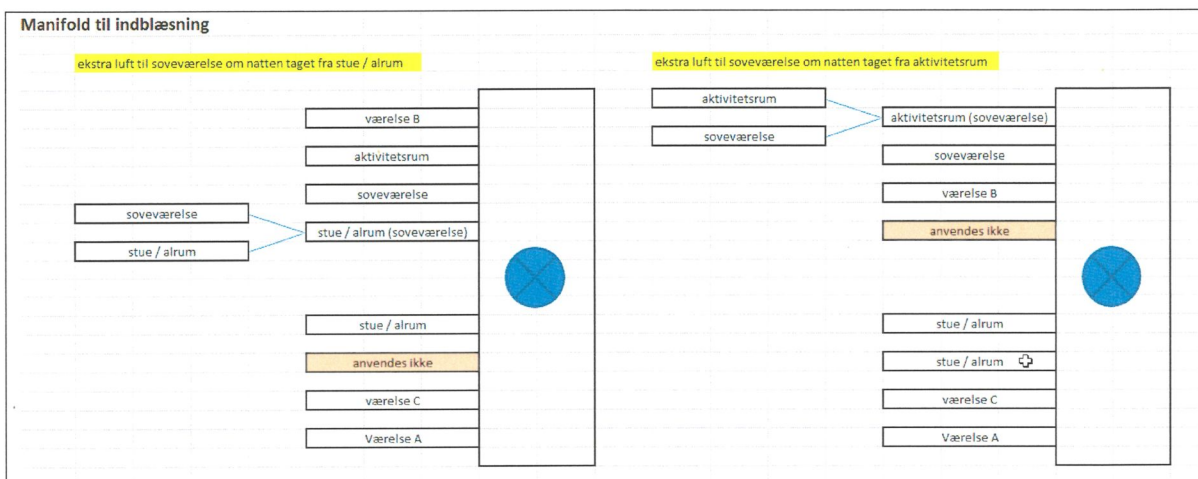 Manifold til indblæsning
ekstra luft til soveværelse om natten taget fra stue / alrum
værelse B
aktivitetsrum
soveværelse
soveværelse
stue / alrum (soveværelse)
stue / alrum
stue / alrum
anvendes ikke
værelse C
Værelse A
ekstra luft til soveværelse om natten taget fra aktivitetsrum
aktivitetsrum
aktivitetsrum (soveværelse)
soveværelse
soveværelse
værelse B
anvendes ikke
stue / alrum
stue / alrum
værelse C
Værelse A